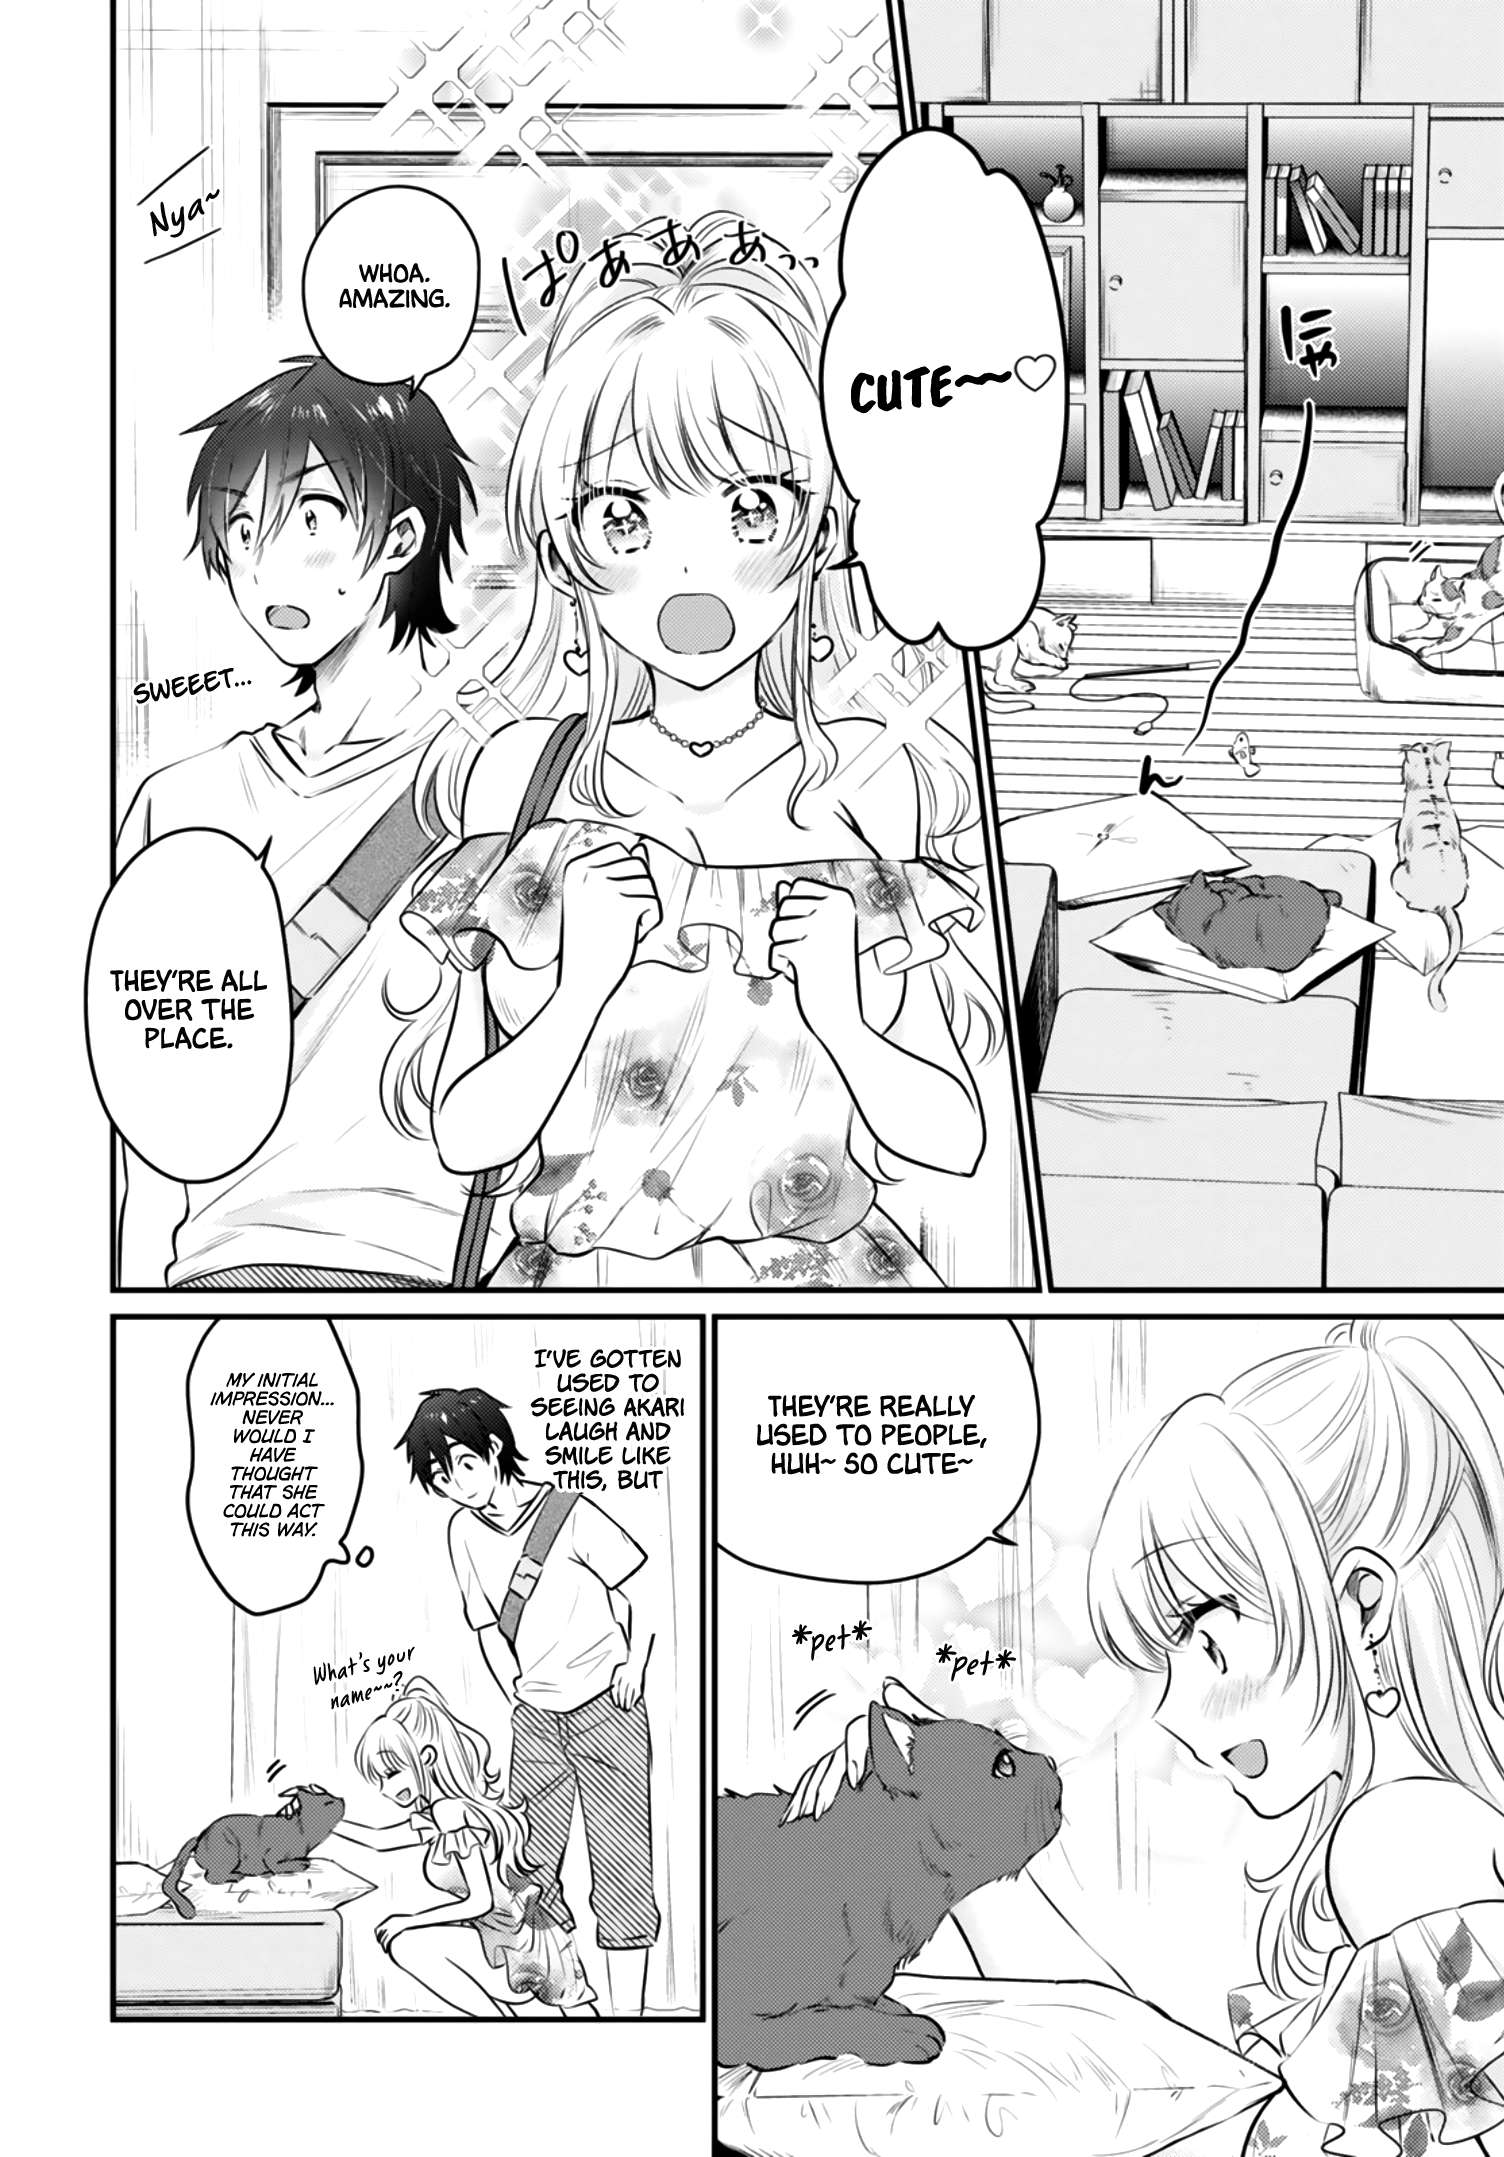 にゃーん
CUTE~~♡
ぱあああっっ
WHOA.
AMAZING.
Nya~
SWEEET...
THEY'RE ALL
OVER THE
PLACE.
THEY'RE REALLY
USED TO PEOPLE,
HUH~ SO CUTE~
*pet*
*pet*
I'VE GOTTEN
USED TO
SEEING AKARI
LAUGH AND
SMILE LIKE
THIS, BUT
MY INITIAL
IMPRESSION...
NEVER
WOULD I
HAVE
THOUGHT
THAT SHE
COULD ACT
THIS WAY.
What's your
name~~?